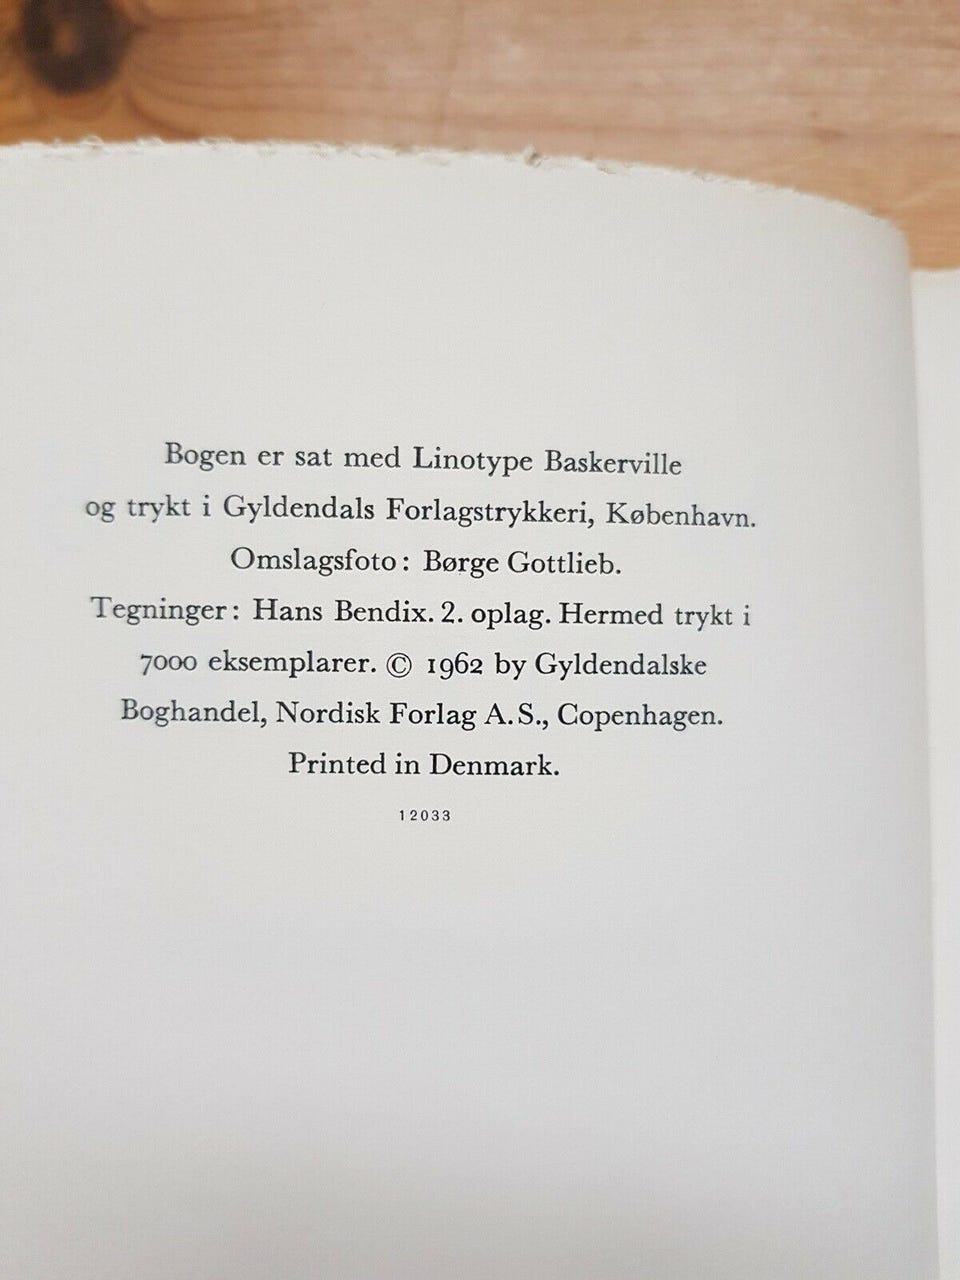 Bogen er sat med Linotype Baskerville
og trykt i Gyldendals Forlagstrykkeri, København.
Omslagsfoto: Børge Gottlieb.
Tegninger: Hans Bendix. 2. oplag. Hermed trykt i
7000 eksemplarer. © 1962 by Gyldendalske
Boghandel, Nordisk Forlag A.S., Copenhagen.
Printed in Denmark.
12033